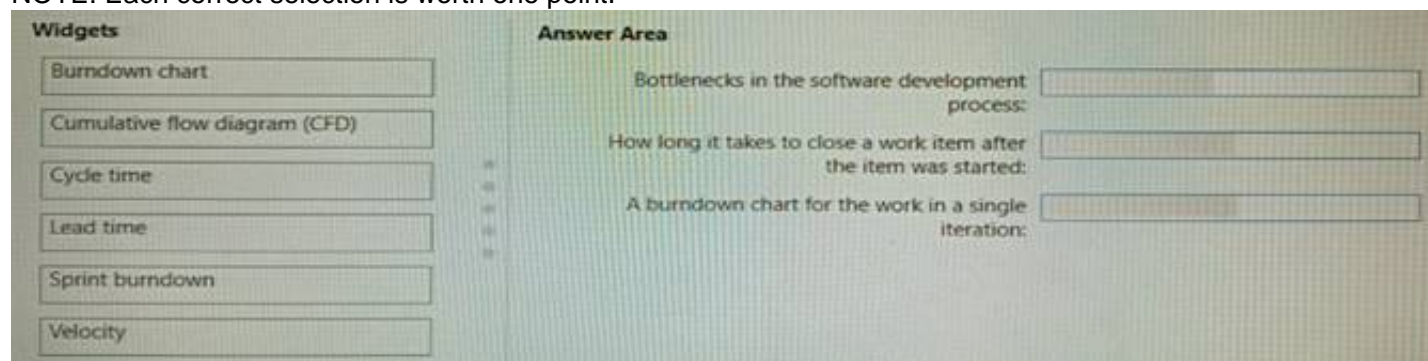 NOTE: Each correct selection is worth one point.
Widgets
Answer Area
Burndown chart
Cumulative flow diagram (CFD)
Cycle time
Lead time
Sprint burndown
Velocity
Bottlenecks in the software development
process:
How long it takes to close a work item after
the item was started:
A burndown chart for the work in a single
iteration: